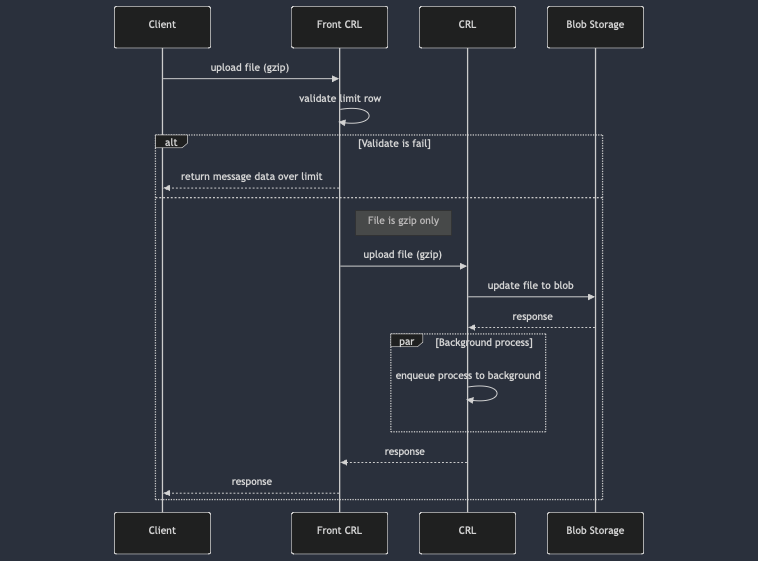 Client
Front CRL
CRL
Blob Storage
upload file (gzip)
validate limit row
alt
[Validate is fail]
return message data over limit
File is gzip only
upload file (gzip)
update file to blob
response
par
[Background process]
enqueue process to background
response
response
Client
Front CRL
CRL
Blob Storage